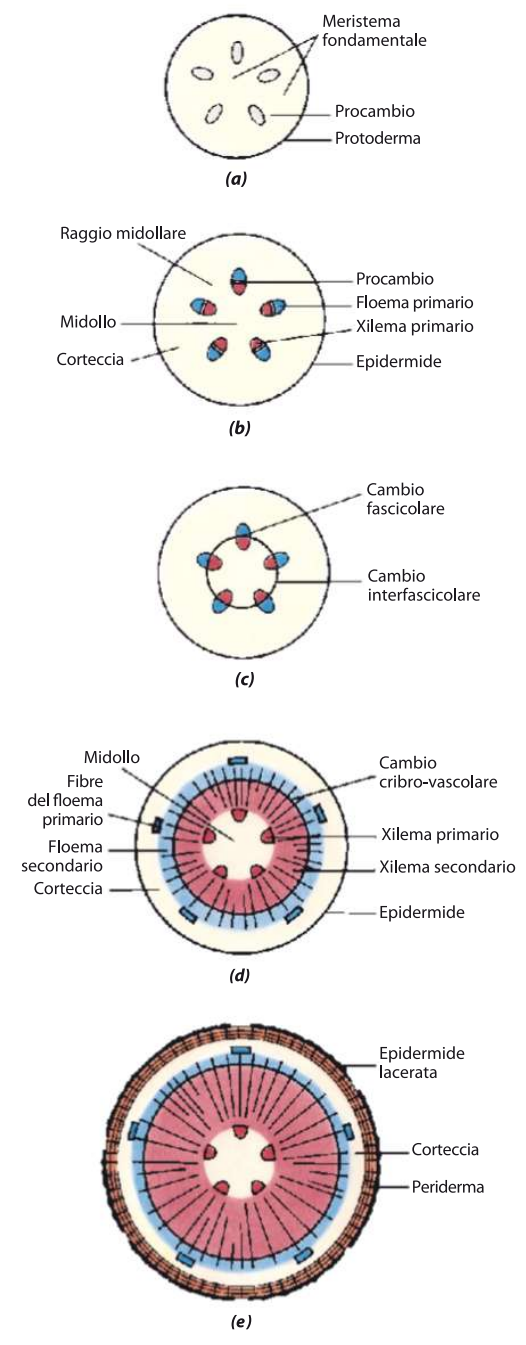 Meristema
fondamentale
Procambio
Protoderma
(a)
Raggio midollare
Procambio
Floema primario
Midollo
Xilema primario
Corteccia
Epidermide
(b)
Cambio
fascicolare
Cambio
interfascicolare
(c)
Midollo
Cambio
cribro-vascolare
Fibre
del floema
primario
Xilema primario
Floema
secondario
Xilema secondario
Corteccia
Epidermide
(d)
Epidermide
lacerata
Corteccia
Periderma
(e)